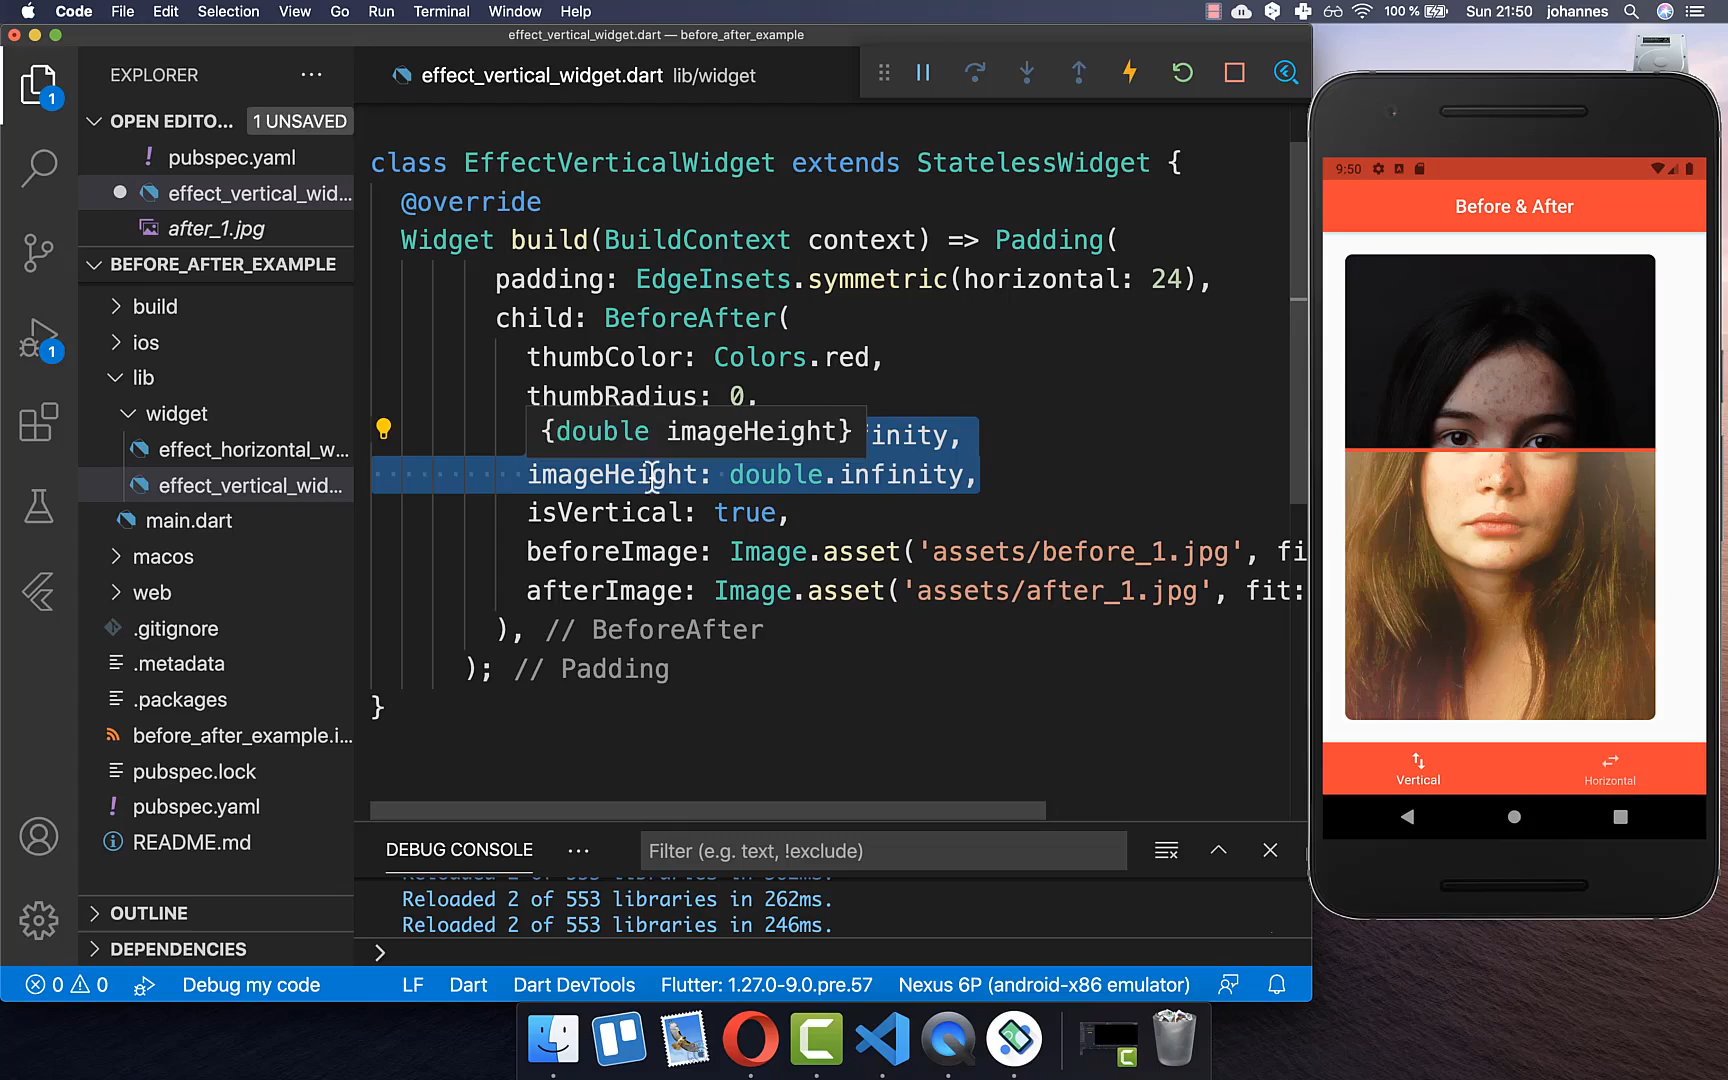 Code File Edit Selection View Go Run Terminal Window Help 100 % Sun 21:50 johannes
effect_vertical_widget.dart — before_after_example
EXPLORER ...
effect_vertical_widget.dart lib/widget
1
OPEN EDITO... 1 UNSAVED
! pubspec.yaml
effect_vertical_wid...
after_1.jpg
BEFORE_AFTER_EXAMPLE
build
ios
lib
1
widget
effect_horizontal_w...
effect_vertical_wid...
main.dart
macos
web
.gitignore
.metadata
.packages
before_after_example.i...
pubspec.lock
! pubspec.yaml
README.md
OUTLINE
DEPENDENCIES
class EffectVerticalWidget extends StatelessWidget {
@override
Widget build(BuildContext context) => Padding(
padding: EdgeInsets.symmetric(horizontal: 24),
child: BeforeAfter(
thumbColor: Colors.red,
thumbRadius: 0,
{double imageHeight} finity,
imageHeight: double.infinity,
isVertical: true,
beforeImage: Image.asset('assets/before_1.jpg', fi
afterImage: Image.asset('assets/after_1.jpg', fit:
), // BeforeAfter
); // Padding
}
DEBUG CONSOLE ... Filter (e.g. text, !exclude)
Reloaded 2 of 553 libraries in 262ms.
Reloaded 2 of 553 libraries in 246ms.
>
0 0 Debug my code LF Dart Dart DevTools Flutter: 1.27.0-9.0.pre.57 Nexus 6P (android-x86 emulator)
9:50
Before & After
Vertical Horizontal